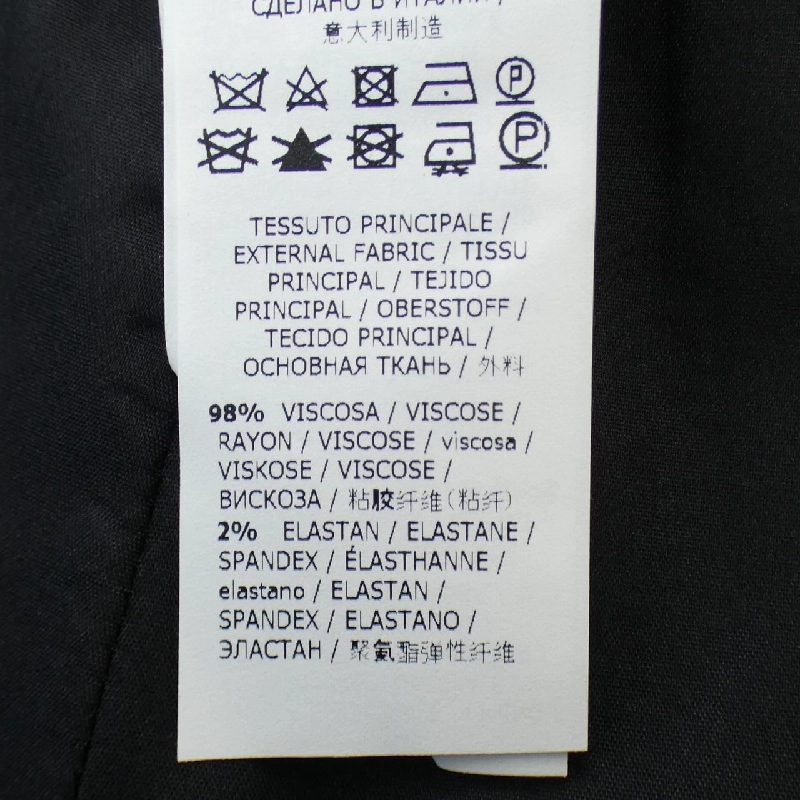 СДЕЛАНО В ИТАЛИИ /
意大利制造
P
P
TESSUTO PRINCIPALE /
EXTERNAL FABRIC / TISSU
PRINCIPAL / TEJIDO
PRINCIPAL / OBERSTOFF /
TECIDO PRINCIPAL /
ОСНОВНАЯ ТКАНЬ / 外料
98% VISCOSA / VISCOSE /
RAYON / VISCOSE / viscosa /
VISKOSE / VISCOSE /
ВИСКОЗА / 粘胶纤维(粘纤)
2% ELASTAN / ELASTANE /
SPANDEX / ÉLASTHANNE /
elastano / ELASTAN /
SPANDEX / ELASTANO /
ЭЛАСТАН / 聚氨酯弹性纤维